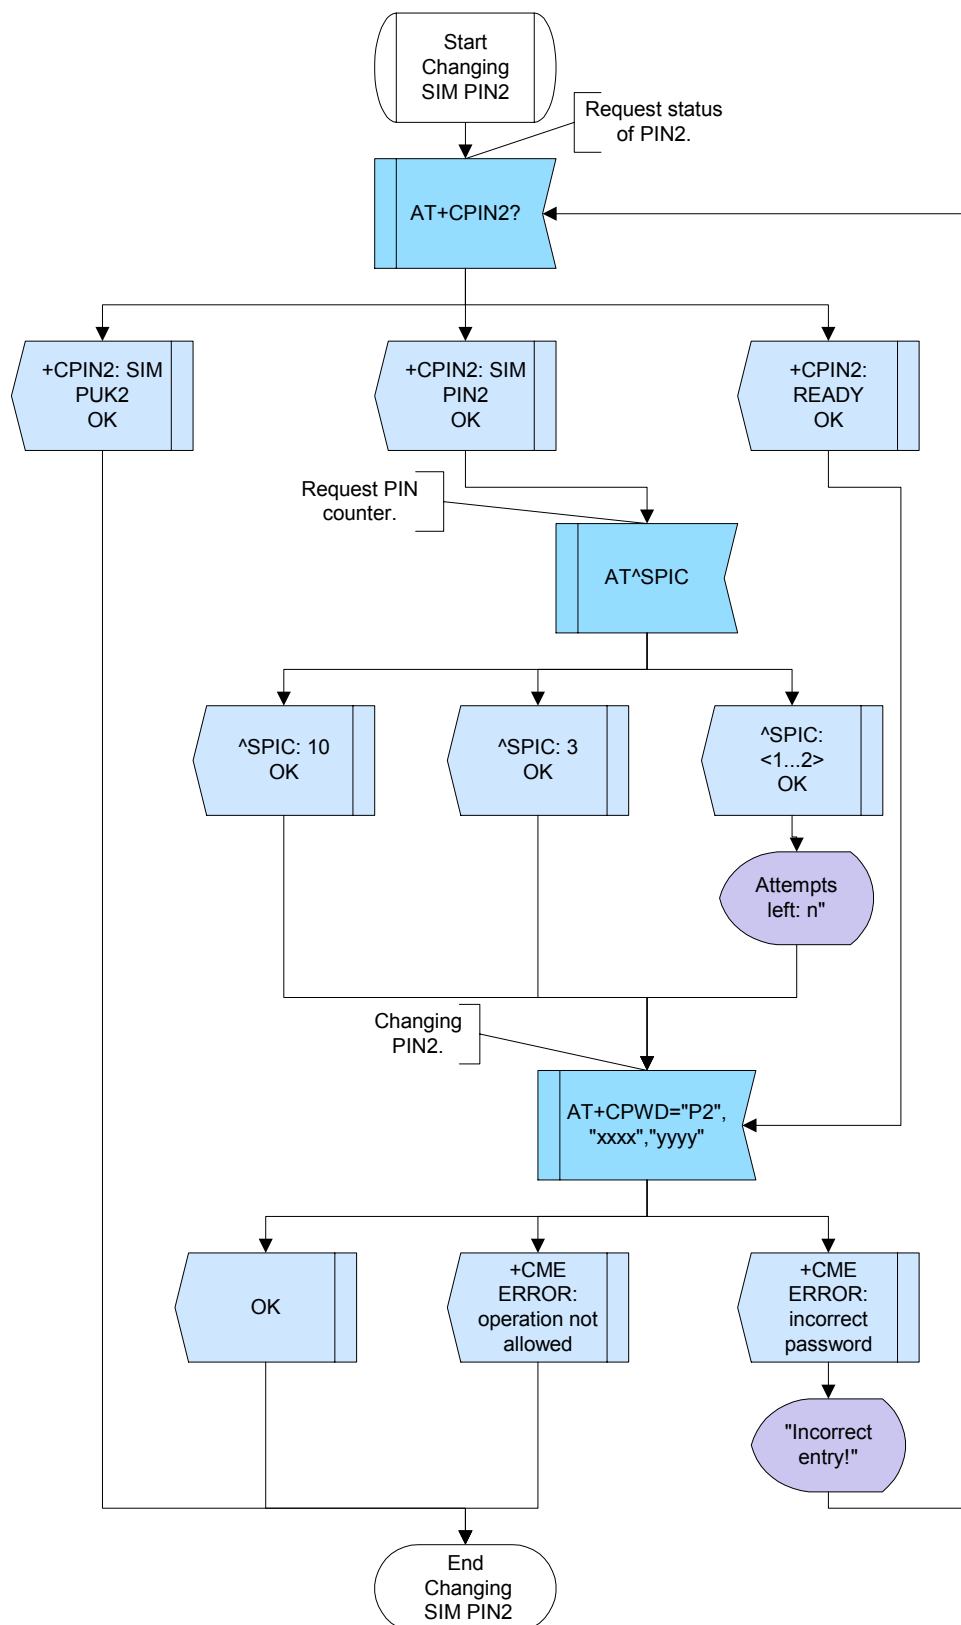 Start
Changing
SIM PIN2
Request status
of PIN2.
AT+CPIN2?
+CPIN2: SIM
PUK2
OK
+CPIN2: SIM
PIN2
OK
+CPIN2:
READY
OK
Request PIN
counter.
AT^SPIC
^SPIC: 10
OK
^SPIC: 3
OK
^SPIC:
<1...2>
OK
Attempts
left: n"
Changing
PIN2.
AT+CPWD="P2",
"xxxx","yyyy"
OK
+CME
ERROR:
operation not
allowed
+CME
ERROR:
incorrect
password
"Incorrect
entry!"
End
Changing
SIM PIN2